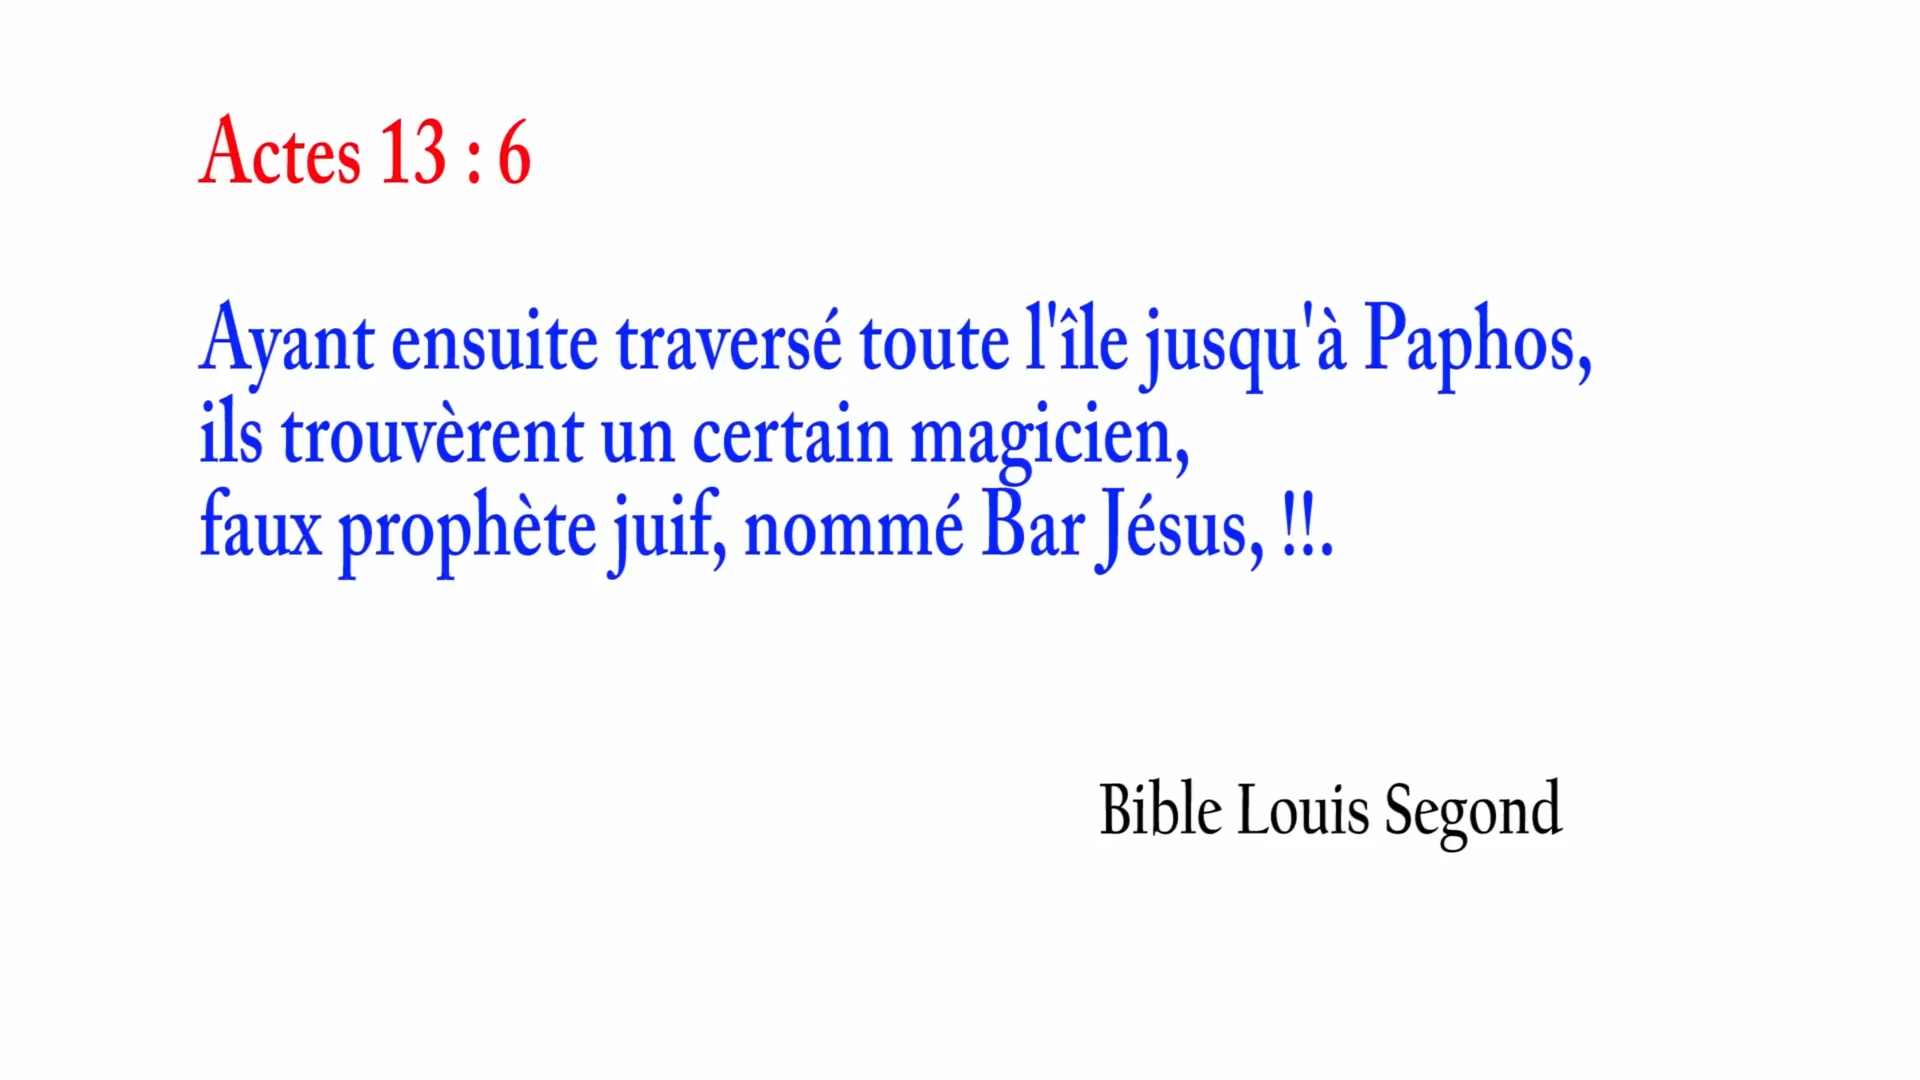 Actes 13 : 6
Ayant ensuite traversé toute l'île jusqu'à Paphos,
ils trouvèrent un certain magicien,
faux prophète juif, nommé Bar Jésus, !!.
Bible Louis Segond